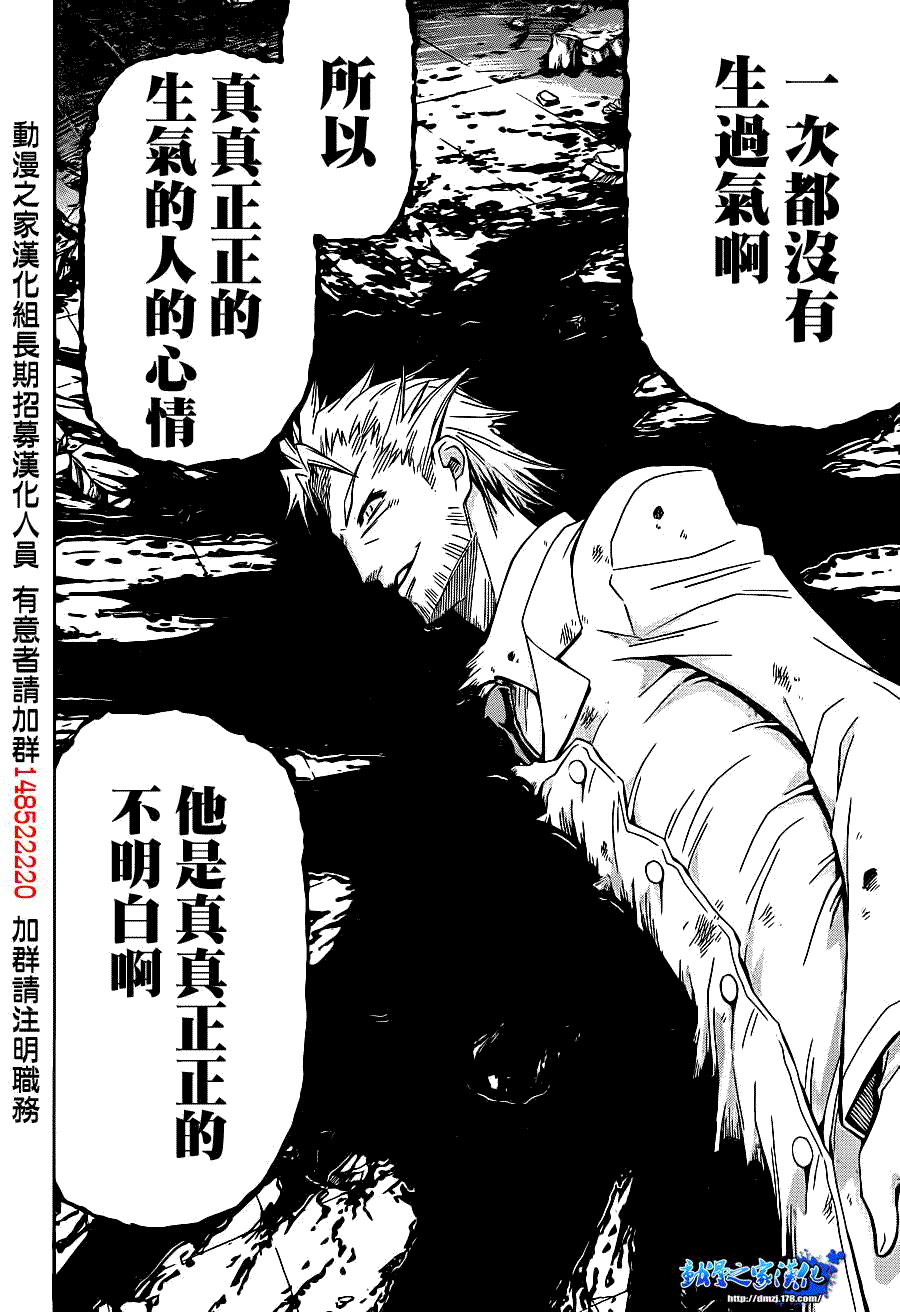 一次都沒有
生過氣啊
所以
真真正正的
生氣的人的心情
他是真真正正的
不明白啊
動漫之家漢化組長期招募漢化人員 有意者請加群148522220 加群請注明職務
動漫之家漢化
http://dmzj.178.com/